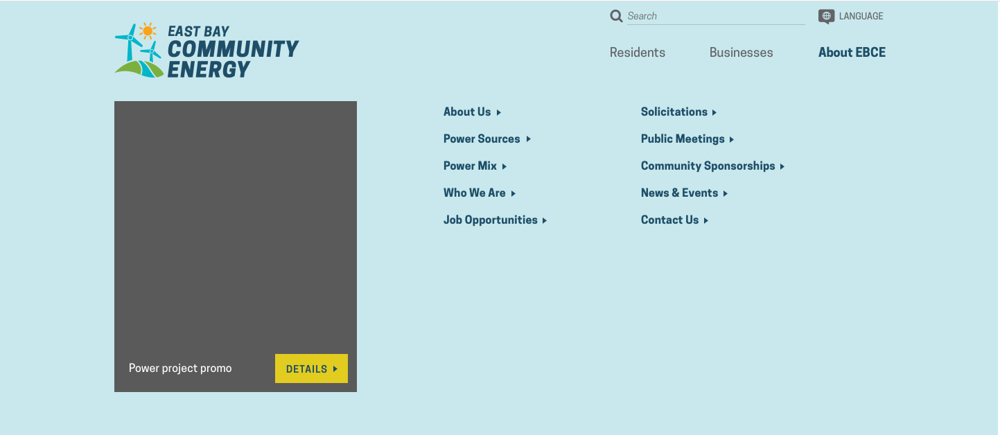 Search
LANGUAGE
EAST BAY
COMMUNITY
ENERGY
Residents
Businesses
About EBCE
About Us
Power Sources
Power Mix
Who We Are
Job Opportunities
Solicitations
Public Meetings
Community Sponsorships
News & Events
Contact Us
Power project promo
DETAILS